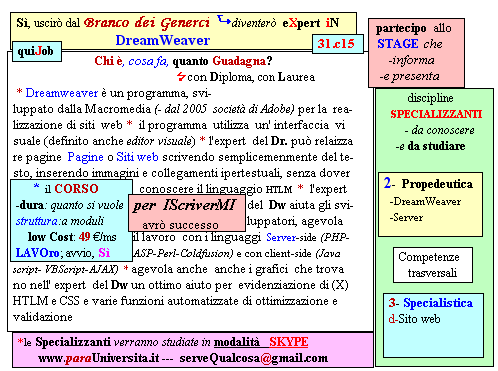 Sì, uscirò dal Branco dei Generci diventerò eXpert iN
DreamWeaver
31.c15
quiJob
Chi è, cosa fa, quanto Guadagna?
con Diploma, con Laurea
* Dreamweaver è un programma, svi-
luppato dalla Macromedia (- dal 2005 società di Adobe) per la rea-
lizzazione di siti web * il programma utilizza un' interfaccia vi
suale (definito anche editor visuale) * l'expert del Dr. può relaizza
re pagine Pagine o Siti web scrivendo semplicemenmente del te-
sto, inserendo immagini e collegamenti ipertestuali, senza dover
conoscere il linguaggio HTLM * l'expert
del Dw aiuta gli svi-
luppatori, agevola
il lavoro con i linguaggi Server-side (PHP-
ASP-Perl-Coldfusion) e con client-side (Java
script- VBScript-AJAX) * agevola anche anche i grafici che trova
no nell' expert del Dw un ottimo aiuto per evidenziazione di (X)
HTLM e CSS e varie funzioni automatizzate di ottimizzazione e
validazione
* il CORSO
-dura: quanto si vuole
struttura:a moduli
low Cost: 49 €/ms
LAVOro; avvio, Sì
per IScriverMI
avrò successo
*le Specializzanti verranno studiate in modalità SKYPE
www.paraUniversita.it --- serveQualcosa@gmail.com
partecipo allo
STAGE che
-informa
-e presenta
discipline
SPECIALIZZANTI
- da conoscere
-e da studiare
2- Propedeutica
-DreamWeaver
-Server
Competenze
trasversali
3- Specialistica
d-Sito web